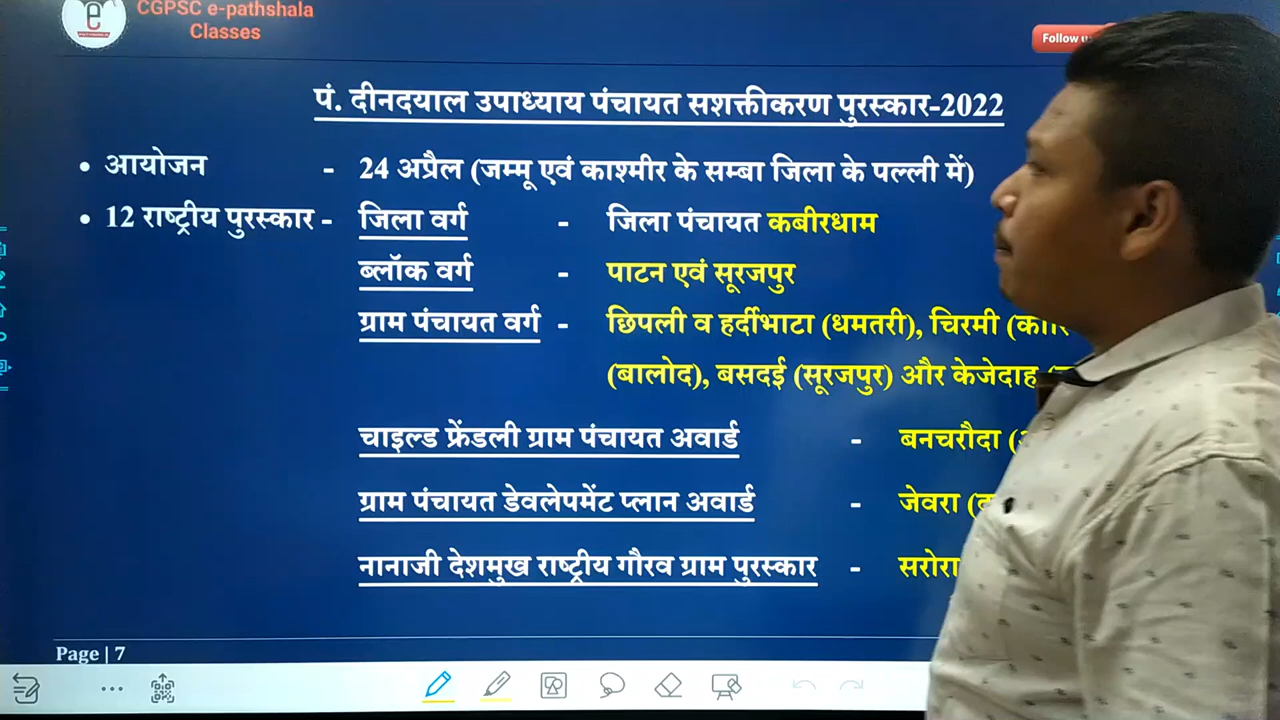 CGPSC e-pathshala
Classes
Follow
पं. दीनदयाल उपाध्याय पंचायत सशक्तीकरण पुरस्कार-2022
• आयोजन - 24 अप्रैल (जम्मू एवं काश्मीर के सम्बा जिला के पल्ली में)
• 12 राष्ट्रीय पुरस्कार - जिला वर्ग - जिला पंचायत कबीरधाम
ब्लॉक वर्ग - पाटन एवं सूरजपुर
ग्राम पंचायत वर्ग - छिपली व हर्दीभाटा (धमतरी), चिरमी
(बालोद), बसदई (सूरजपुर) और केजेदाह
चाइल्ड फ्रेंडली ग्राम पंचायत अवार्ड - बनचरौदा
ग्राम पंचायत डेवलेपमेंट प्लान अवार्ड - जेवरा
नानाजी देशमुख राष्ट्रीय गौरव ग्राम पुरस्कार - सरोरा
Page | 7